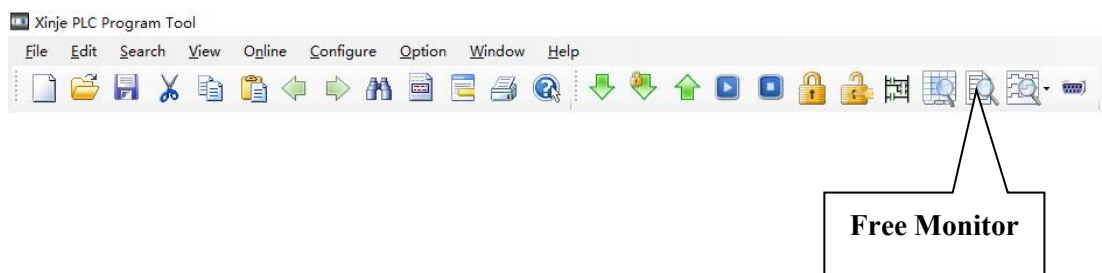 Xinje PLC Program Tool
File Edit Search View Online Configure Option Window Help
Free Monitor